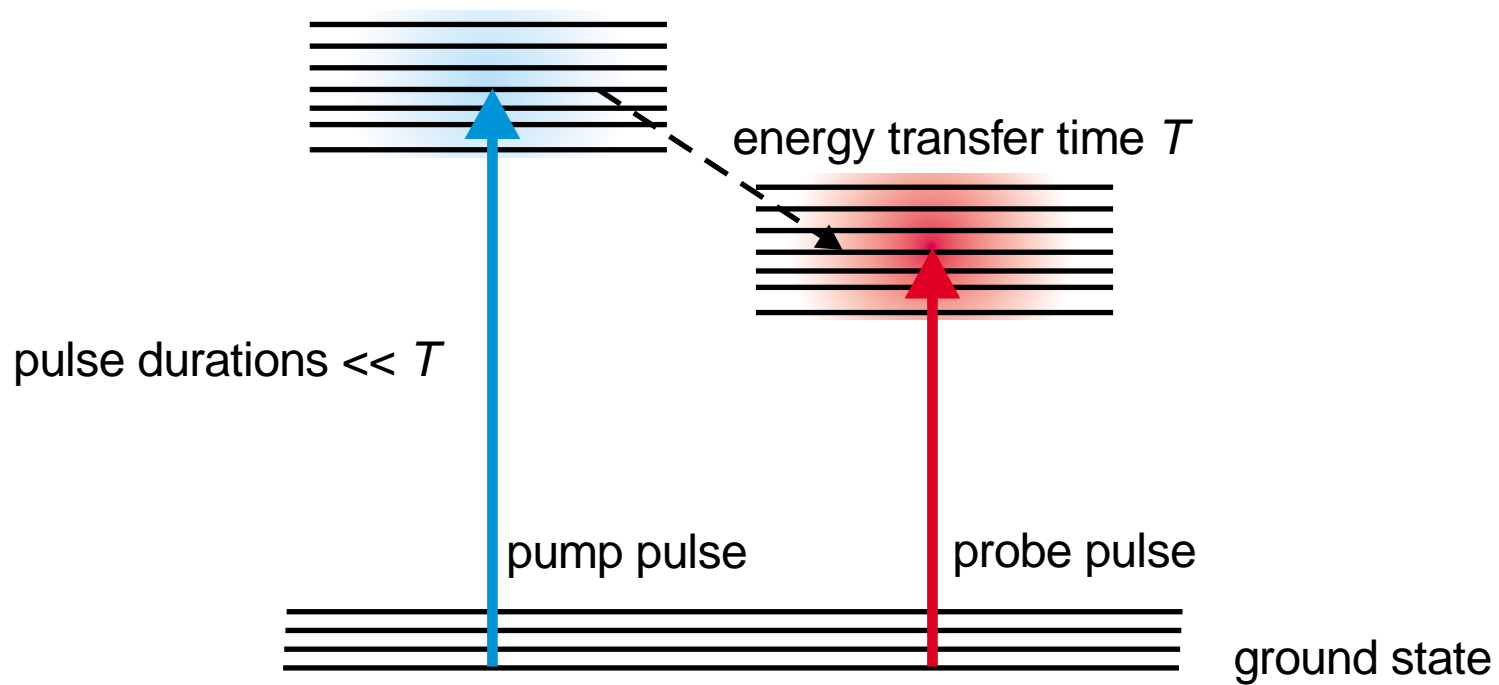 energy transfer time T
pulse durations << T
pump pulse
probe pulse
ground state